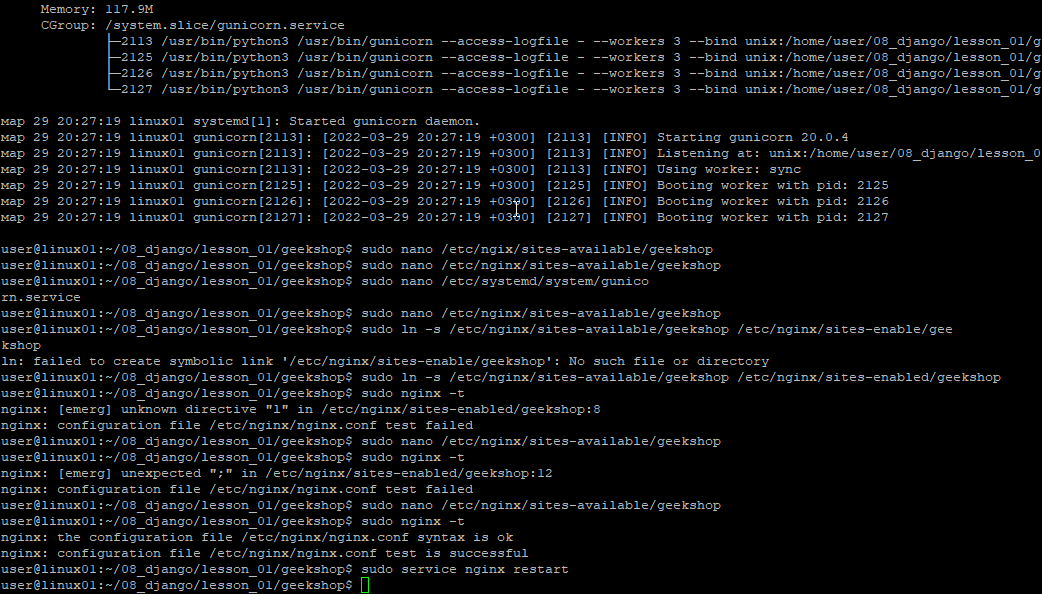 Memory: 117.9M
CGroup: /system.slice/gunicorn.service
├─2113 /usr/bin/python3 /usr/bin/gunicorn --access-logfile - --workers 3 --bind unix:/home/user/08_django/lesson_01/g
├─2125 /usr/bin/python3 /usr/bin/gunicorn --access-logfile - --workers 3 --bind unix:/home/user/08_django/lesson_01/g
├─2126 /usr/bin/python3 /usr/bin/gunicorn --access-logfile - --workers 3 --bind unix:/home/user/08_django/lesson_01/g
└─2127 /usr/bin/python3 /usr/bin/gunicorn --access-logfile - --workers 3 --bind unix:/home/user/08_django/lesson_01/g
мар 29 20:27:19 linux01 systemd[1]: Started gunicorn daemon.
мар 29 20:27:19 linux01 gunicorn[2113]: [2022-03-29 20:27:19 +0300] [2113] [INFO] Starting gunicorn 20.0.4
мар 29 20:27:19 linux01 gunicorn[2113]: [2022-03-29 20:27:19 +0300] [2113] [INFO] Listening at: unix:/home/user/08_django/lesson_0
мар 29 20:27:19 linux01 gunicorn[2113]: [2022-03-29 20:27:19 +0300] [2113] [INFO] Using worker: sync
мар 29 20:27:19 linux01 gunicorn[2125]: [2022-03-29 20:27:19 +0300] [2125] [INFO] Booting worker with pid: 2125
мар 29 20:27:19 linux01 gunicorn[2126]: [2022-03-29 20:27:19 +0300] [2126] [INFO] Booting worker with pid: 2126
мар 29 20:27:19 linux01 gunicorn[2127]: [2022-03-29 20:27:19 +0300] [2127] [INFO] Booting worker with pid: 2127
user@linux01:~/08_django/lesson_01/geekshop$ sudo nano /etc/ngix/sites-available/geekshop
user@linux01:~/08_django/lesson_01/geekshop$ sudo nano /etc/nginx/sites-available/geekshop
user@linux01:~/08_django/lesson_01/geekshop$ sudo nano /etc/systemd/system/gunico
rn.service
user@linux01:~/08_django/lesson_01/geekshop$ sudo nano /etc/nginx/sites-available/geekshop
user@linux01:~/08_django/lesson_01/geekshop$ sudo ln -s /etc/nginx/sites-available/geekshop /etc/nginx/sites-enable/gee
kshop
ln: failed to create symbolic link '/etc/nginx/sites-enable/geekshop': No such file or directory
user@linux01:~/08_django/lesson_01/geekshop$ sudo ln -s /etc/nginx/sites-available/geekshop /etc/nginx/sites-enabled/geekshop
user@linux01:~/08_django/lesson_01/geekshop$ sudo nginx -t
nginx: [emerg] unknown directive "l" in /etc/nginx/sites-enabled/geekshop:8
nginx: configuration file /etc/nginx/nginx.conf test failed
user@linux01:~/08_django/lesson_01/geekshop$ sudo nano /etc/nginx/sites-available/geekshop
user@linux01:~/08_django/lesson_01/geekshop$ sudo nginx -t
nginx: [emerg] unexpected ";" in /etc/nginx/sites-enabled/geekshop:12
nginx: configuration file /etc/nginx/nginx.conf test failed
user@linux01:~/08_django/lesson_01/geekshop$ sudo nano /etc/nginx/sites-available/geekshop
user@linux01:~/08_django/lesson_01/geekshop$ sudo nginx -t
nginx: the configuration file /etc/nginx/nginx.conf syntax is ok
nginx: configuration file /etc/nginx/nginx.conf test is successful
user@linux01:~/08_django/lesson_01/geekshop$ sudo service nginx restart
user@linux01:~/08_django/lesson_01/geekshop$